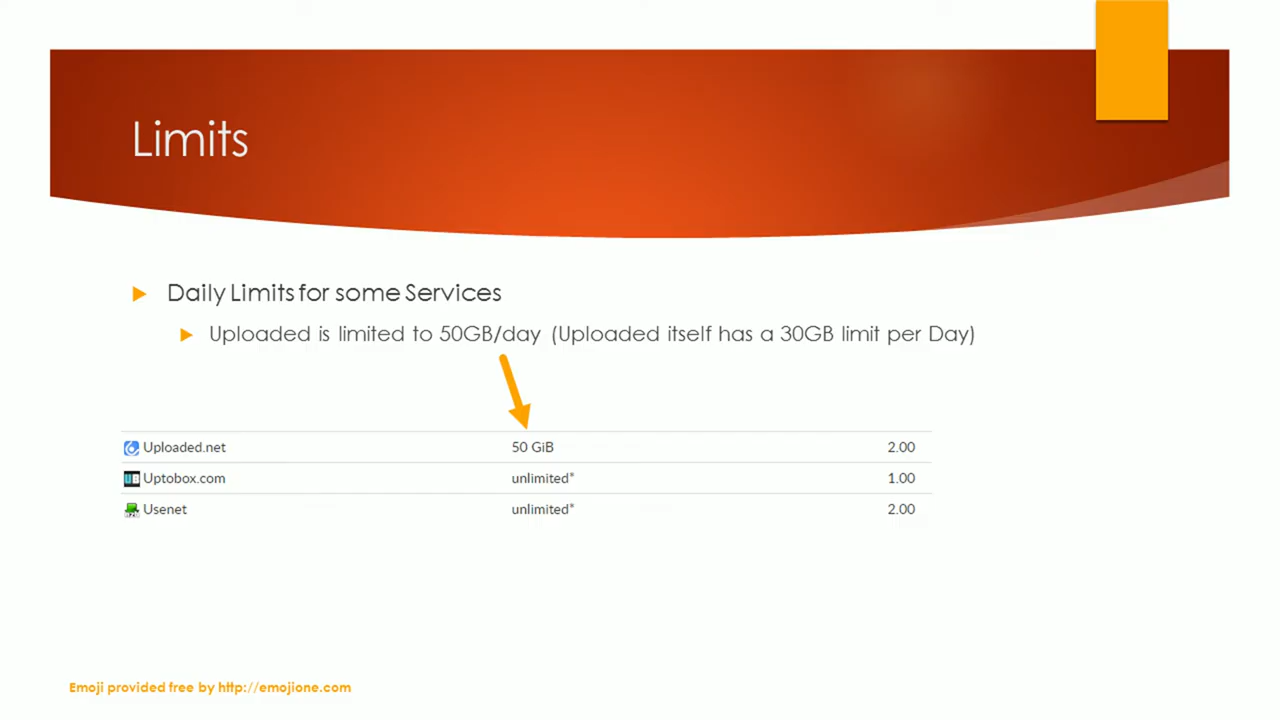 Limits
Daily Limits for some Services
Uploaded is limited to 50GB/day (Uploaded itself has a 30GB limit per Day)
Uploaded.net 50 GiB 2.00
Uptobox.com unlimited* 1.00
Usenet unlimited* 2.00
Emoji provided free by http://emojione.com